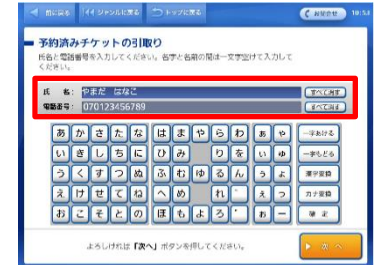 前に戻る ジャンルに戻る トップに戻る 10:53
予約済みチケットの引取り
氏名と電話番号を入力してください。名字と名前の間は一文字空けて入力して
ください。
氏 名: やまだ はなこ すべて消す
電話番号: 070123456789 すべて消す
あ か さ た な は ま や ら わ ぁ ゃ 一字あける
い き し ち に ひ み り を ぃ ゅ 一字もどる
う く す つ ぬ ふ む ゆ る ん ぅ ょ 漢字変換
え け せ て ね へ め れ ゛ ぇ っ カナ変換
お こ そ と の ほ も よ ろ ゜ ぉ ー 確 定
よろしければ「次へ」ボタンを押してください。 次 へ